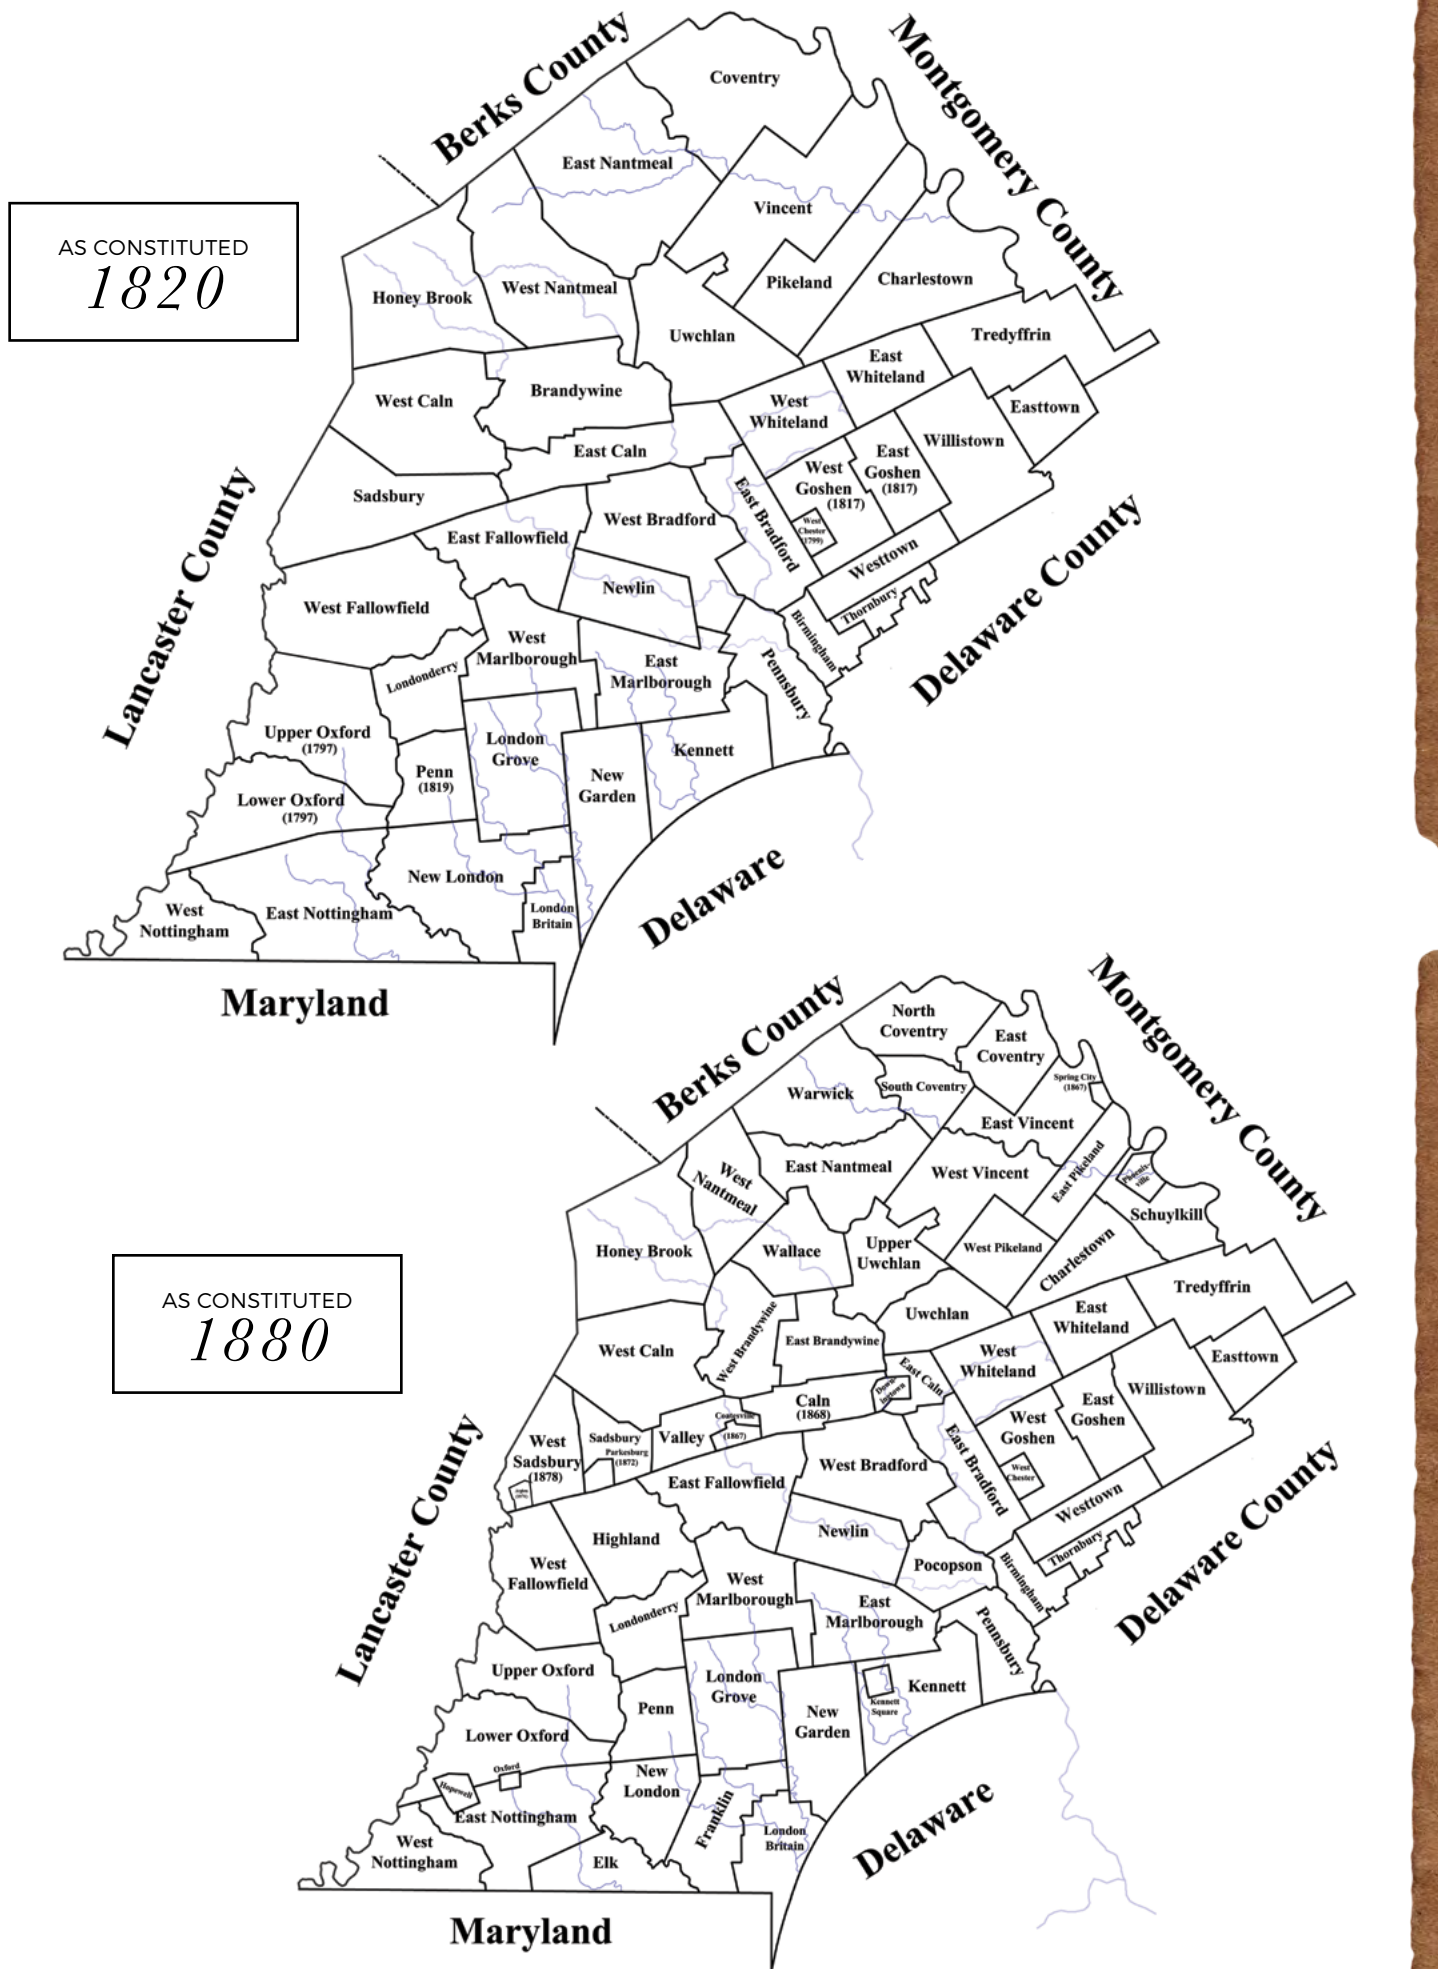 Berks County
Montgomery County
Coventry
East Nantmeal
Vincent
AS CONSTITUTED
1820
Honey Brook
West Nantmeal
Pikeland
Charlestown
Uwchlan
Tredyffrin
East
Whiteland
West Caln
Brandywine
West
Whiteland
Easttown
Willistown
East Caln
East
Goshen
(1817)
West
Goshen
(1817)
Sadsbury
East Bradford
West Bradford
West
Chester
(1799)
East Fallowfield
Westtown
Lancaster County
Delaware County
Newlin
Thornbury
West Fallowfield
Birmingham
West
Marlborough
Londonderry
East
Marlborough
Pennsbury
Upper Oxford
(1797)
London
Grove
Kennett
Penn
(1819)
New
Garden
Lower Oxford
(1797)
New London
Delaware
West
Nottingham
East Nottingham
London
Britain
Maryland
Berks County
Montgomery County
North
Coventry
East
Coventry
Spring City
(1867)
Warwick
South Coventry
East Vincent
East Nantmeal
West Vincent
East Pikeland
Phoenix-
ville
West
Nantmeal
Schuylkill
Honey Brook
Wallace
Upper
Uwchlan
West Pikeland
Charlestown
AS CONSTITUTED
1880
Tredyffrin
Uwchlan
East
Whiteland
West Caln
West Brandywine
East Brandywine
West
Whiteland
Easttown
East Caln
Down-
ingtown
Willistown
Caln
(1868)
East
Goshen
Coatesville
(1867)
Valley
West
Goshen
West
Sadsbury
(1878)
Sadsbury
Parkesburg
(1872)
East Bradford
West Bradford
West
Chester
East Fallowfield
Westtown
Lancaster County
Delaware County
Highland
Newlin
Thornbury
West
Fallowfield
Pocopson
Birmingham
West
Marlborough
Londonderry
East
Marlborough
Pennsbury
Upper Oxford
London
Grove
Kennett
Kennett
Square
Penn
New
Garden
Lower Oxford
Oxford
Hopewell
New
London
East Nottingham
Franklin
London
Britain
Delaware
West
Nottingham
Elk
Maryland